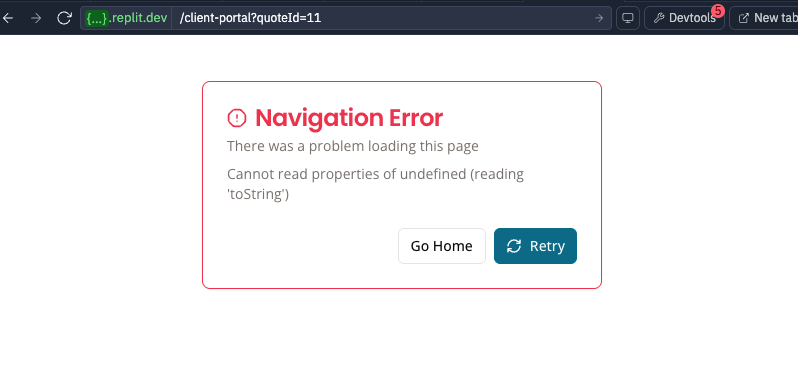 {...}.replit.dev /client-portal?quoteId=11 Devtools 5 New tab
Navigation Error
There was a problem loading this page
Cannot read properties of undefined (reading
'toString')
Go Home Retry